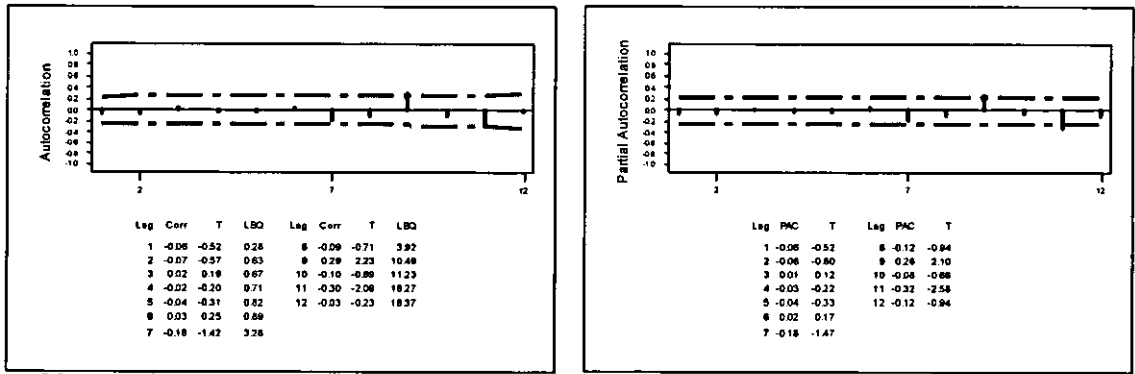 Autocorrelation
1.0
0.8
0.6
0.4
0.2
0.0
-0.2
-0.4
-0.6
-0.8
-1.0
2 7 12
Lag Corr T LBQ Lag Corr T LBQ
1 -0.06 -0.52 0.28 8 -0.09 -0.71 3.92
2 -0.07 -0.57 0.63 9 0.29 2.23 10.49
3 0.02 0.19 0.67 10 -0.10 -0.69 11.23
4 -0.02 -0.20 0.71 11 -0.30 -2.09 18.27
5 -0.04 -0.31 0.82 12 -0.03 -0.23 18.37
6 0.03 0.25 0.89
7 -0.18 -1.42 3.26
Partial Autocorrelation
1.0
0.8
0.6
0.4
0.2
0.0
-0.2
-0.4
-0.6
-0.8
-1.0
2 7 12
Lag PAC T Lag PAC T
1 -0.06 -0.52 8 -0.12 -0.94
2 -0.08 -0.60 9 0.26 2.10
3 0.01 0.12 10 -0.08 -0.66
4 -0.03 -0.22 11 -0.32 -2.58
5 -0.04 -0.33 12 -0.12 -0.94
6 0.02 0.17
7 -0.18 -1.47